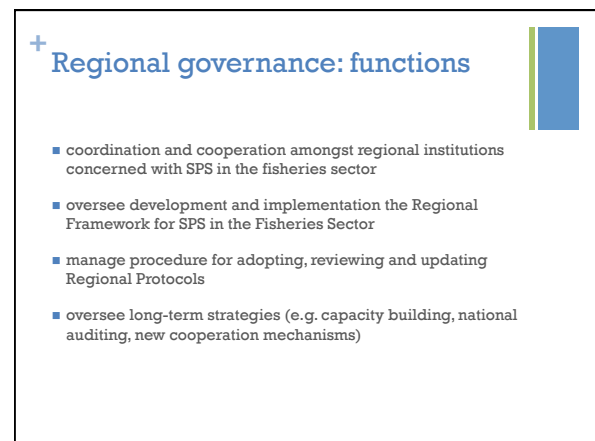 +
Regional governance: functions
■ coordination and cooperation amongst regional institutions
concerned with SPS in the fisheries sector
■ oversee development and implementation the Regional
Framework for SPS in the Fisheries Sector
■ manage procedure for adopting, reviewing and updating
Regional Protocols
■ oversee long-term strategies (e.g. capacity building, national
auditing, new cooperation mechanisms)